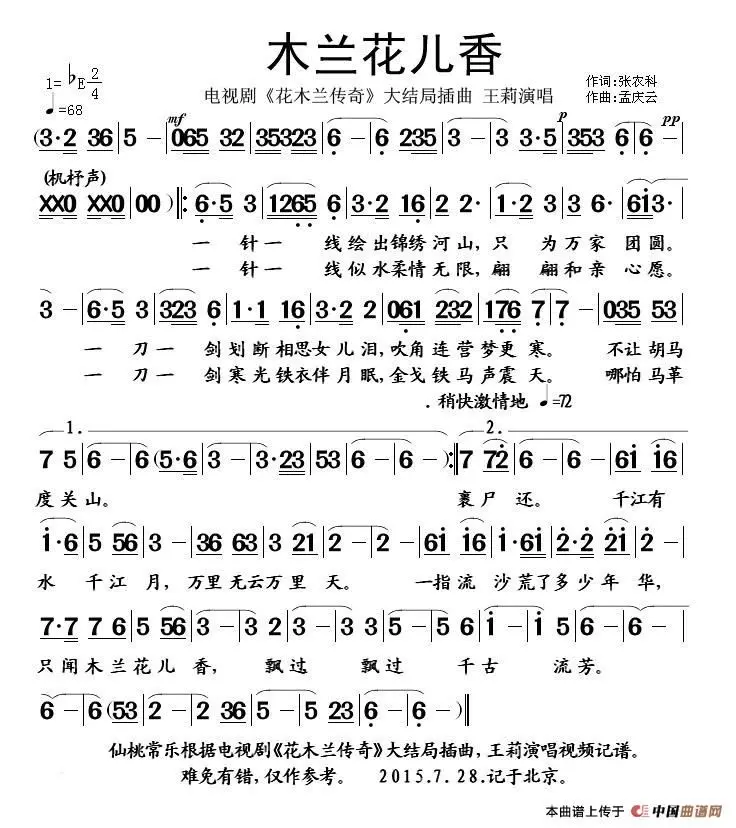 木兰花儿香
1=♭E 2/4
♩=68
电视剧《花木兰传奇》大结局插曲 王莉演唱
作词:张农科
作曲:孟庆云
mf
p
pp
(3·2 36|5 -|065 32|35323|6 -|6 235|3 -|3 3·5|353 6|6 -|
(机杼声)
XX0 XX0|00)‖:6·5 3|1265 6|3·2 16|2 2·|1·2 3|3 6·|6i3·|
一 针一 线绘出锦绣河山,只 为万家 团圆。
一 针一 线似水柔情无限,翩 翩和亲 心愿。
3 -|6·5 3|323 6|1·1 16|3·2 2|061 232|176 7|7 -|035 53|
一 刀一 剑划断相思女儿泪,吹角连营梦更 寒。 不让胡马
一 刀一 剑寒光铁衣伴月眠,金戈铁马声震 天。 哪怕马革
.稍快激情地 ♩=72
1.
2.
7 5|6 -|6 -(5·6|3 -|3·23|53|6 -|6 -):‖7 72|6 -|6 -|6i i6|
度关山。 裹尸 还。 千江有
i·6|5 56|3 -|36 63|3 21|2 -|2 -|6i i6|i·6i|2·2 2i|3 -|
水 千江 月, 万里无云万里 天。 一指流 沙荒了多少年 华,
7·7 76|5 56|3 -|3 2|3 -|3 5|5 -|5 6|i -|i 5|6 -|
只闻木兰花儿 香, 飘过 飘过 千古 流芳。
6 -|6 (53|2 -|2 36|5 -|5 23|6 -|6 -)‖
仙桃常乐根据电视剧《花木兰传奇》大结局插曲,王莉演唱视频记谱。
难免有错,仅作参考。 2015.7.28.记于北京。
本曲谱上传于 中国曲谱网